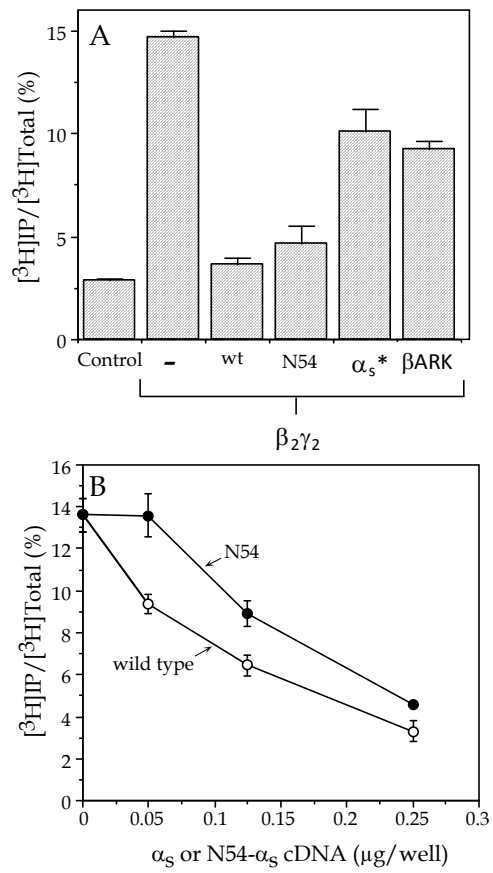 A
[³H]IP/[³H]Total (%)
15
10
5
0
Control
-
wt
N54
αₛ*
βARK
β₂γ₂
B
[³H]IP/[³H]Total (%)
16
14
12
10
8
6
4
2
0
N54
wild type
0
0.05
0.1
0.15
0.2
0.25
0.3
αₛ or N54-αₛ cDNA (µg/well)